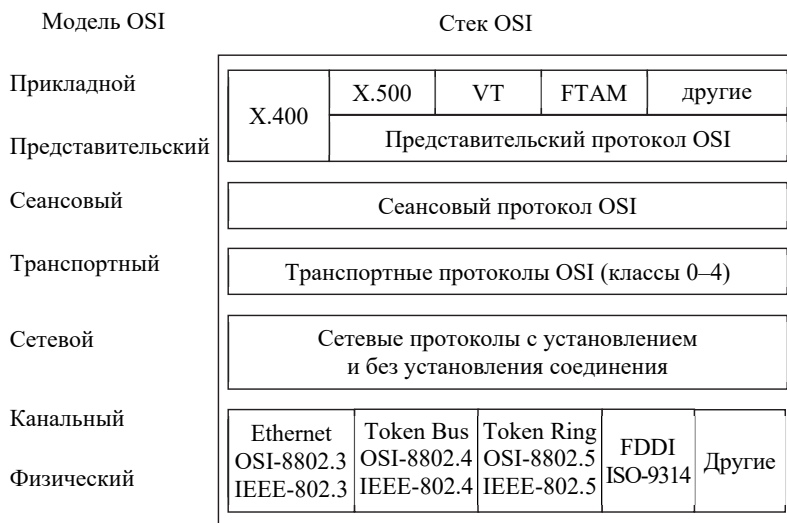 Модель OSI
Стек OSI
Прикладной
Представительский
Сеансовый
Транспортный
Сетевой
Канальный
Физический
X.400
X.500
VT
FTAM
другие
Представительский протокол OSI
Сеансовый протокол OSI
Транспортные протоколы OSI (классы 0–4)
Сетевые протоколы с установлением
и без установления соединения
Ethernet
OSI-8802.3
IEEE-802.3
Token Bus
OSI-8802.4
IEEE-802.4
Token Ring
OSI-8802.5
IEEE-802.5
FDDI
ISO-9314
Другие